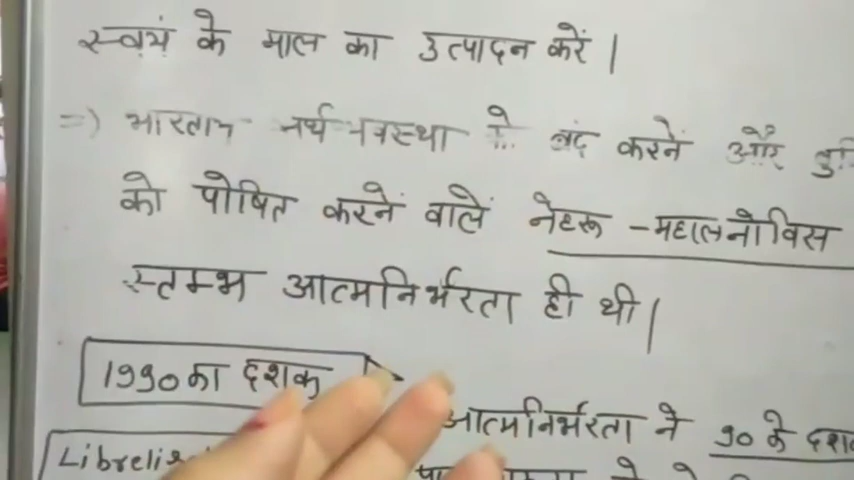 स्वयं के माल का उत्पादन करें |
=) भारतीय अर्थव्यवस्था को बंद करनें और
को पोषित करनें वालें नेहरू - महालनोविस
स्तम्भ आत्मनिर्भरता ही थी |
1990 का दशक
आत्मनिर्भरता ने 90 के दशक